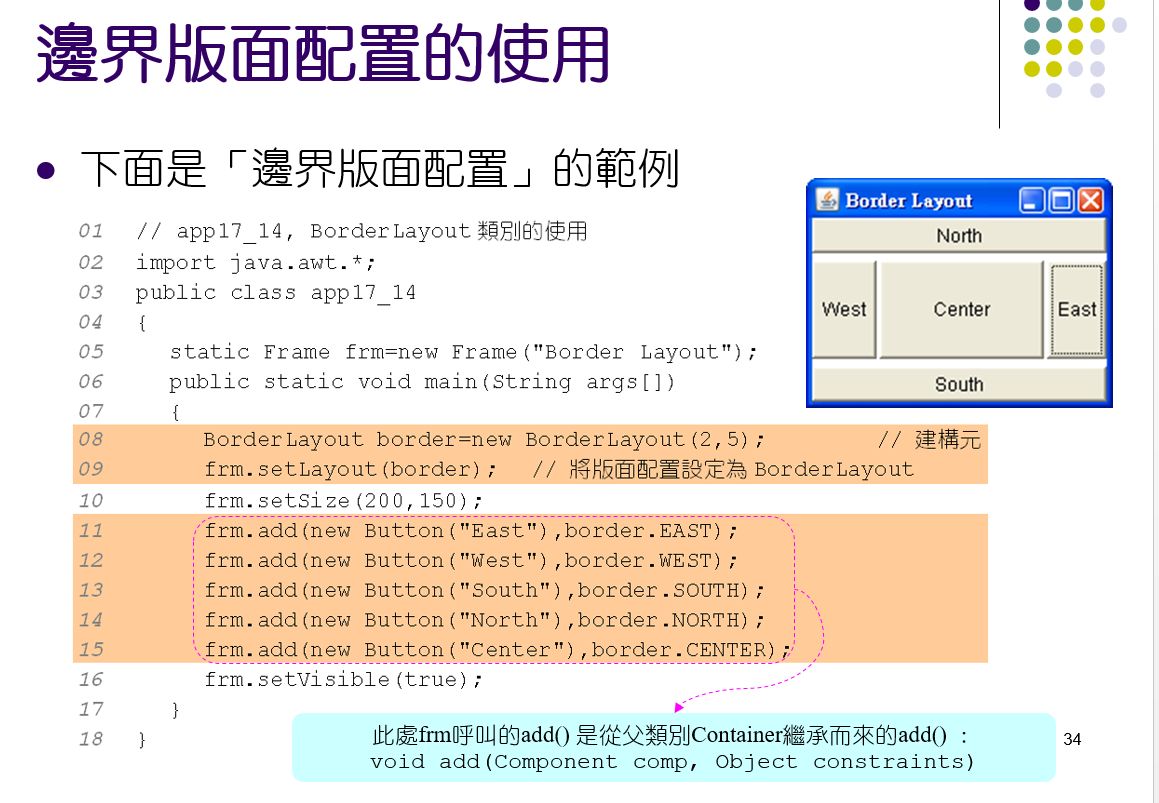 邊界版面配置的使用
下面是「邊界版面配置」的範例
01 // app17_14, BorderLayout 類別的使用
02 import java.awt.*;
03 public class app17_14
04 {
05 static Frame frm=new Frame("Border Layout");
06 public static void main(String args[])
07 {
08 BorderLayout border=new BorderLayout(2,5); // 建構元
09 frm.setLayout(border); // 將版面配置設定為 BorderLayout
10 frm.setSize(200,150);
11 frm.add(new Button("East"),border.EAST);
12 frm.add(new Button("West"),border.WEST);
13 frm.add(new Button("South"),border.SOUTH);
14 frm.add(new Button("North"),border.NORTH);
15 frm.add(new Button("Center"),border.CENTER);
16 frm.setVisible(true);
17 }
18 }
Border Layout
North
West Center East
South
此處frm呼叫的add() 是從父類別Container繼承而來的add() :
void add(Component comp, Object constraints)
34